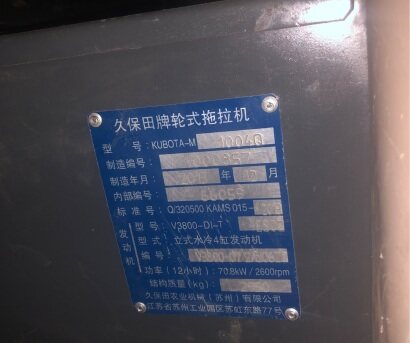 久保田牌轮式拖拉机
型 号: KUBOTA-M 1004Q
制造编号:
制造年月: 年 月
内部编号:
标 准 号: Q/320500 KAMS 015-
发动机 型 号: V3800-DI-T
型 式: 立式水冷4缸发动机
编 号:
功率(12小时): 70.8kW/2600rpm
结构质量(kg):
久保田农业机械(苏州)有限公司
江苏省苏州工业园区苏虹东路77号